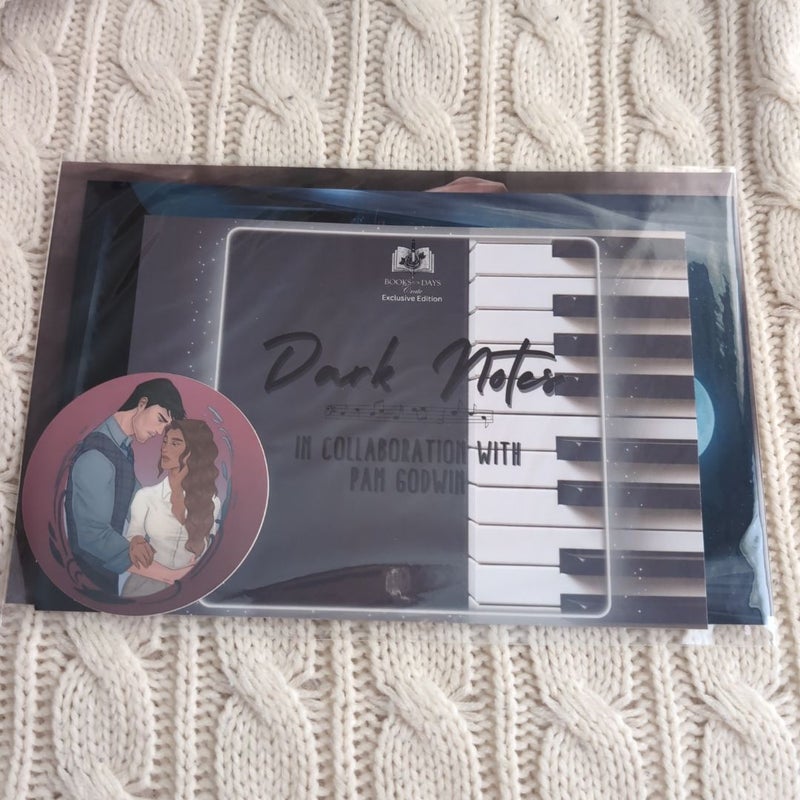 BOOKS DAYS
Crate
Exclusive Edition
Dark Notes
IN COLLABORATION WITH
PAM GODWIN